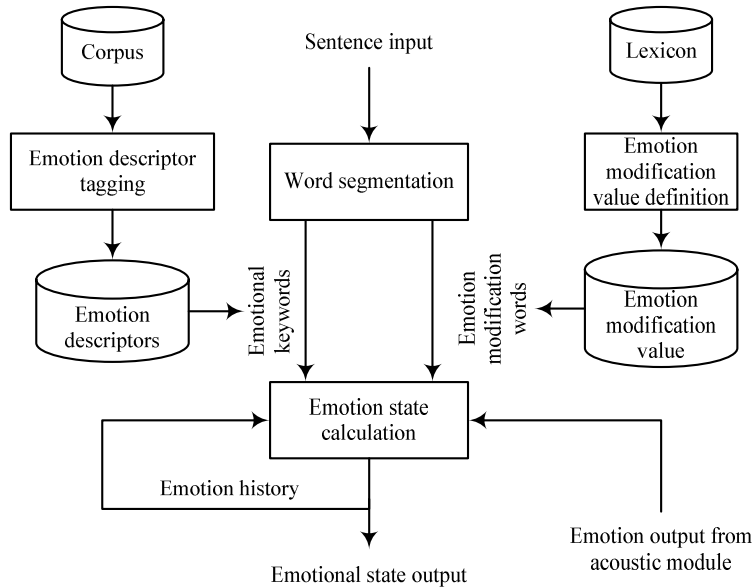 Corpus
Sentence input
Lexicon
Emotion descriptor
tagging
Word segmentation
Emotion
modification
value definition
Emotion
descriptors
Emotional
keywords
Emotion
modification
words
Emotion
modification
value
Emotion state
calculation
Emotion history
Emotional state output
Emotion output from
acoustic module